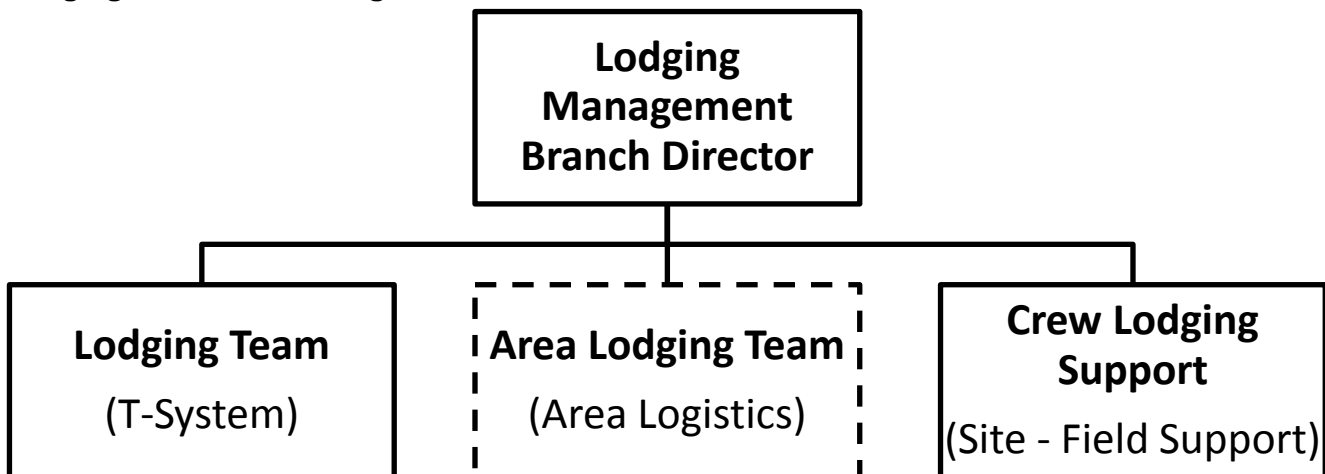 Lodging
Management
Branch Director
Lodging Team
(T-System)
Area Lodging Team
(Area Logistics)
Crew Lodging
Support
(Site - Field Support)